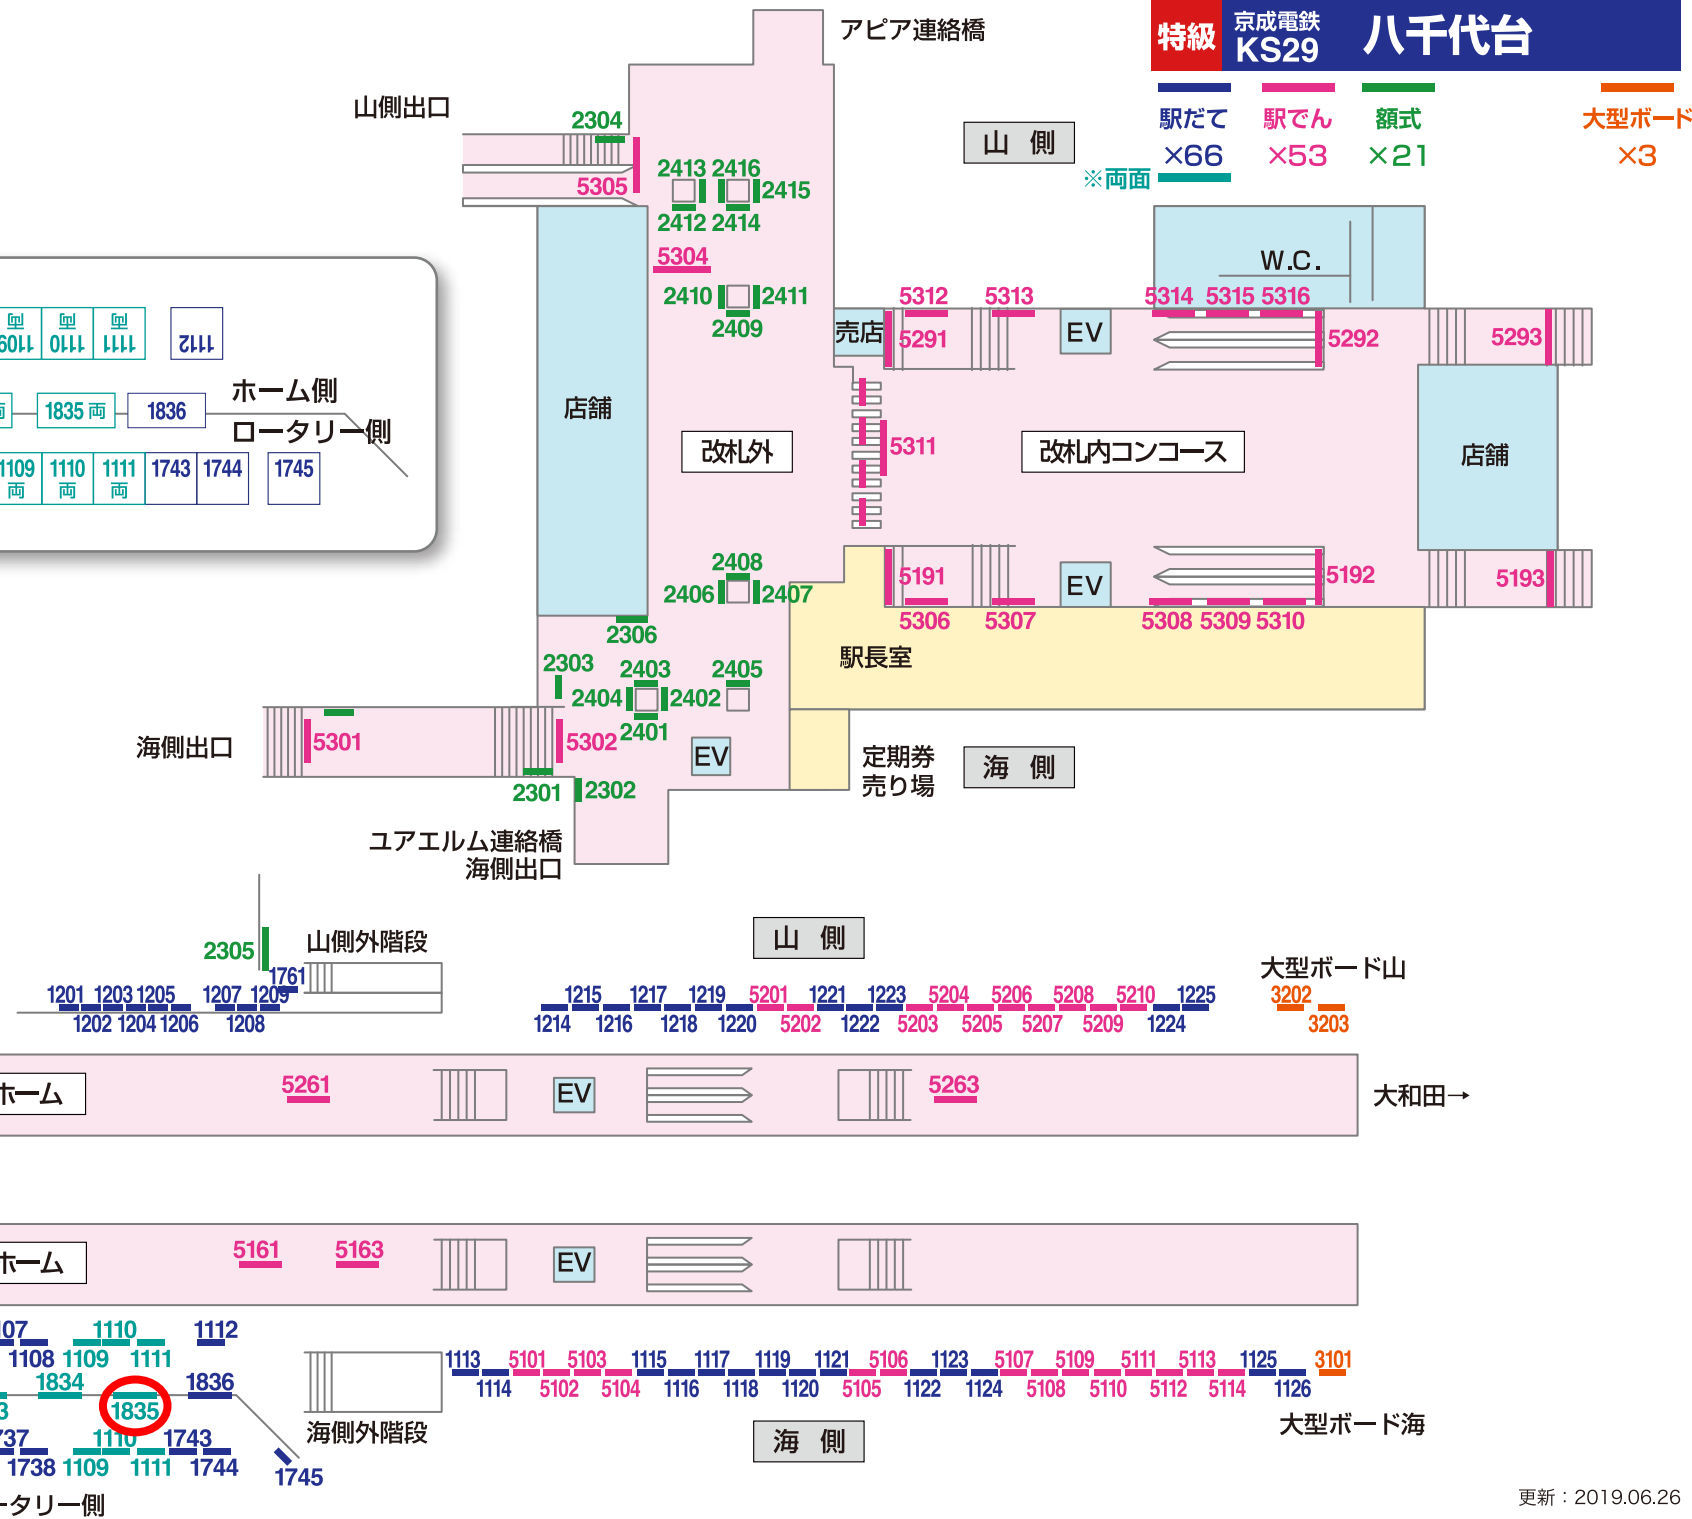 アピア連絡橋
特級
京成電鉄
KS29
八千代台
駅だて
×66
駅でん
×53
額式
×21
大型ボード
×3
※両面
山側出口
2304
5305
2413 2416
2415
2412 2414
5304
2410
2411
2409
山 側
W.C.
5312 5313
5314 5315 5316
売店
5291
EV
5292
5293
1110
1111
1112
両
1835 両
1836
ホーム側
ロータリー側
1109
両
1110
両
1111
両
1743
1744
1745
店舗
改札外
5311
改札内コンコース
店舗
2408
2406
2407
5191
EV
5192
5193
5306 5307
5308 5309 5310
2306
駅長室
2303
2403
2405
2404
2402
2401
5301
5302
海側出口
EV
定期券
売り場
海 側
2301
2302
ユアエルム連絡橋
海側出口
2305
山側外階段
1761
山 側
大型ボード山
1201 1203 1205 1207 1209
1202 1204 1206 1208
1215 1217 1219 5201 1221 1223 5204 5206 5208 5210 1225
1214 1216 1218 1220 5202 1222 5203 5205 5207 5209 1224
3202
3203
ホーム
5261
EV
5263
大和田→
ホーム
5161
5163
EV
1110
1112
1108 1109 1111
1834
1836
1835
1110
1743
1738 1109 1111 1744
1745
ータリー側
海側外階段
1113 5101 5103 1115 1117 1119 1121 5106 1123 5107 5109 5111 5113 1125 3101
1114 5102 5104 1116 1118 1120 5105 1122 1124 5108 5110 5112 5114 1126
海 側
大型ボード海
更新：2019.06.26